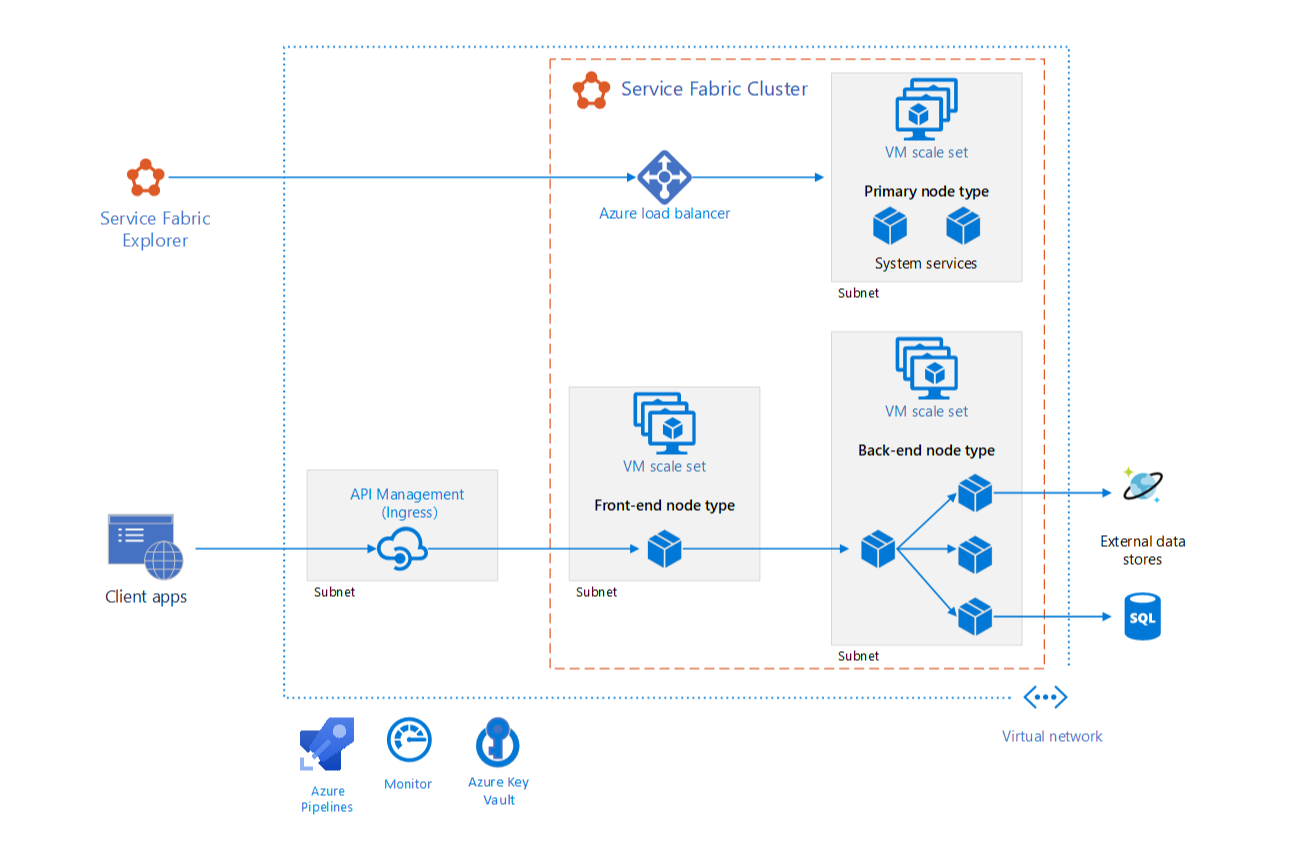 Service Fabric Cluster
VM scale set
Primary node type
System services
Subnet
Azure load balancer
Service Fabric
Explorer
VM scale set
Back-end node type
Subnet
VM scale set
Front-end node type
Subnet
API Management
(Ingress)
Subnet
Client apps
External data
stores
SQL
Virtual network
Azure
Pipelines
Monitor
Azure Key
Vault